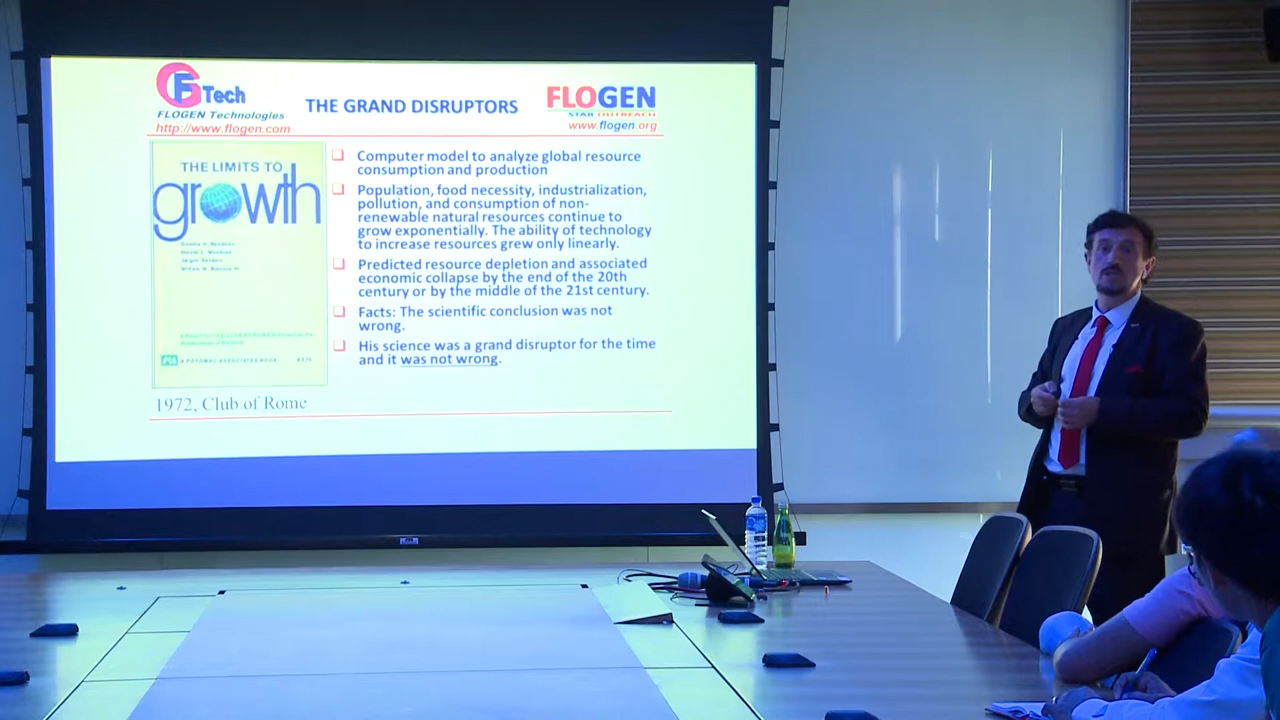 GF Tech
FLOGEN Technologies
http://www.flogen.com
THE GRAND DISRUPTORS
FLOGEN
STAR OUTREACH
www.flogen.org
THE LIMITS TO
growth
A POTOMAC ASSOCIATES BOOK
1972, Club of Rome
Computer model to analyze global resource
consumption and production
Population, food necessity, industrialization,
pollution, and consumption of non-
renewable natural resources continue to
grow exponentially. The ability of technology
to increase resources grew only linearly.
Predicted resource depletion and associated
economic collapse by the end of the 20th
century or by the middle of the 21st century.
Facts: The scientific conclusion was not
wrong.
His science was a grand disruptor for the time
and it was not wrong.